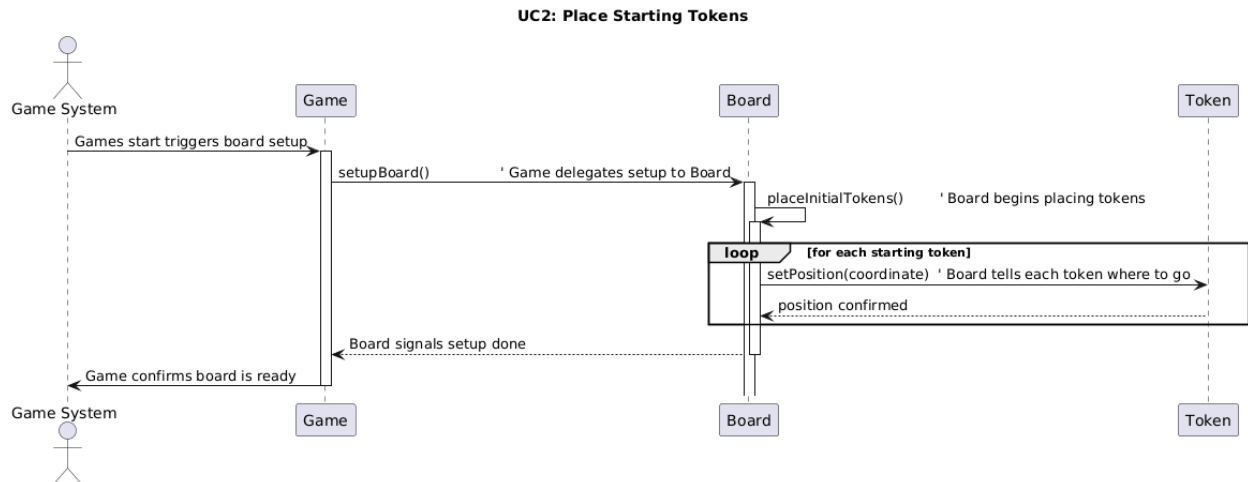 UC2: Place Starting Tokens
Game System
Game
Board
Token
Games start triggers board setup
setupBoard() ' Game delegates setup to Board
placeInitialTokens() ' Board begins placing tokens
loop [for each starting token]
setPosition(coordinate) ' Board tells each token where to go
position confirmed
Board signals setup done
Game confirms board is ready
Game System
Game
Board
Token